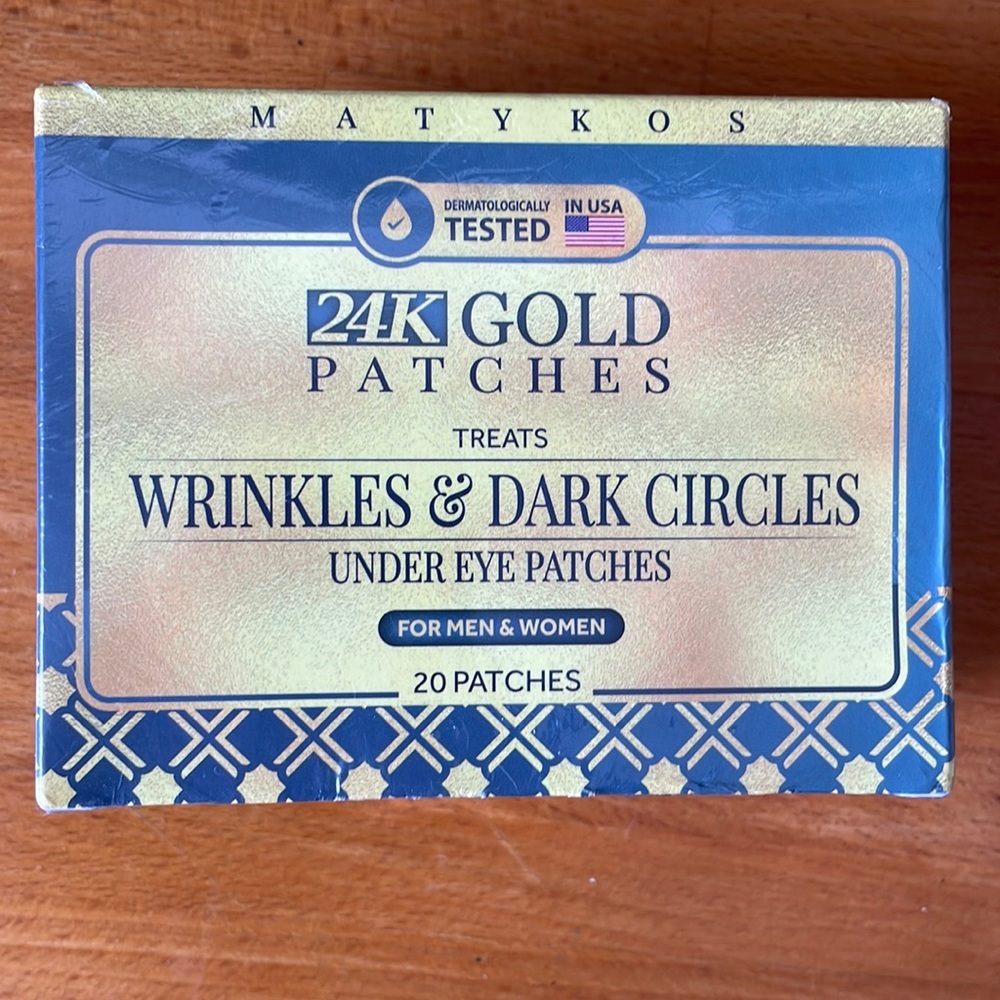 MATYKOS
DERMATOLOGICALLY
TESTED
IN USA
24K GOLD
PATCHES
TREATS
WRINKLES & DARK CIRCLES
UNDER EYE PATCHES
FOR MEN & WOMEN
20 PATCHES